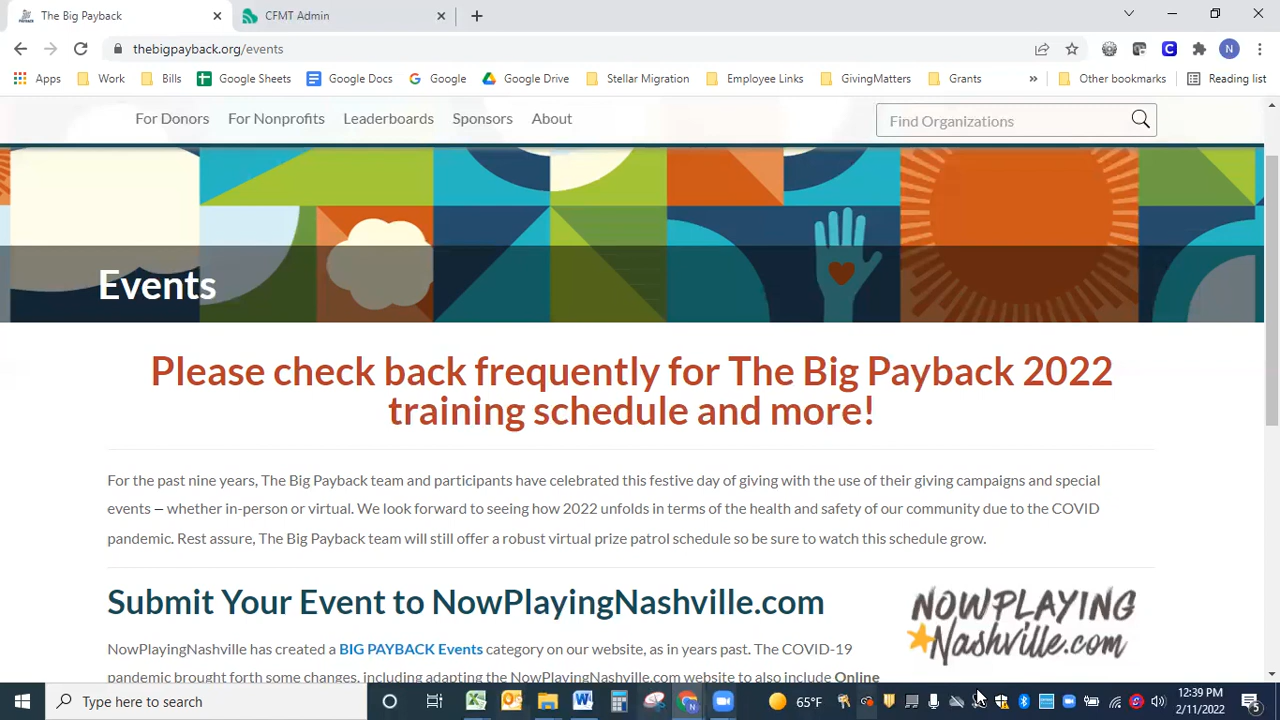 The Big Payback
CFMT Admin
thebigpayback.org/events
N
Apps
Work
Bills
Google Sheets
Google Docs
Google
Google Drive
Stellar Migration
Employee Links
GivingMatters
Grants
»
Other bookmarks
Reading list
For Donors
For Nonprofits
Leaderboards
Sponsors
About
Find Organizations
Events
Please check back frequently for The Big Payback 2022
training schedule and more!
For the past nine years, The Big Payback team and participants have celebrated this festive day of giving with the use of their giving campaigns and special
events – whether in-person or virtual. We look forward to seeing how 2022 unfolds in terms of the health and safety of our community due to the COVID
pandemic. Rest assure, The Big Payback team will still offer a robust virtual prize patrol schedule so be sure to watch this schedule grow.
Submit Your Event to NowPlayingNashville.com
NOWPLAYING
Nashville.com
NowPlayingNashville has created a BIG PAYBACK Events category on our website, as in years past. The COVID-19
pandemic brought forth some changes, including adapting the NowPlayingNashville.com website to also include Online
Type here to search
65°F
12:39 PM
2/11/2022
5